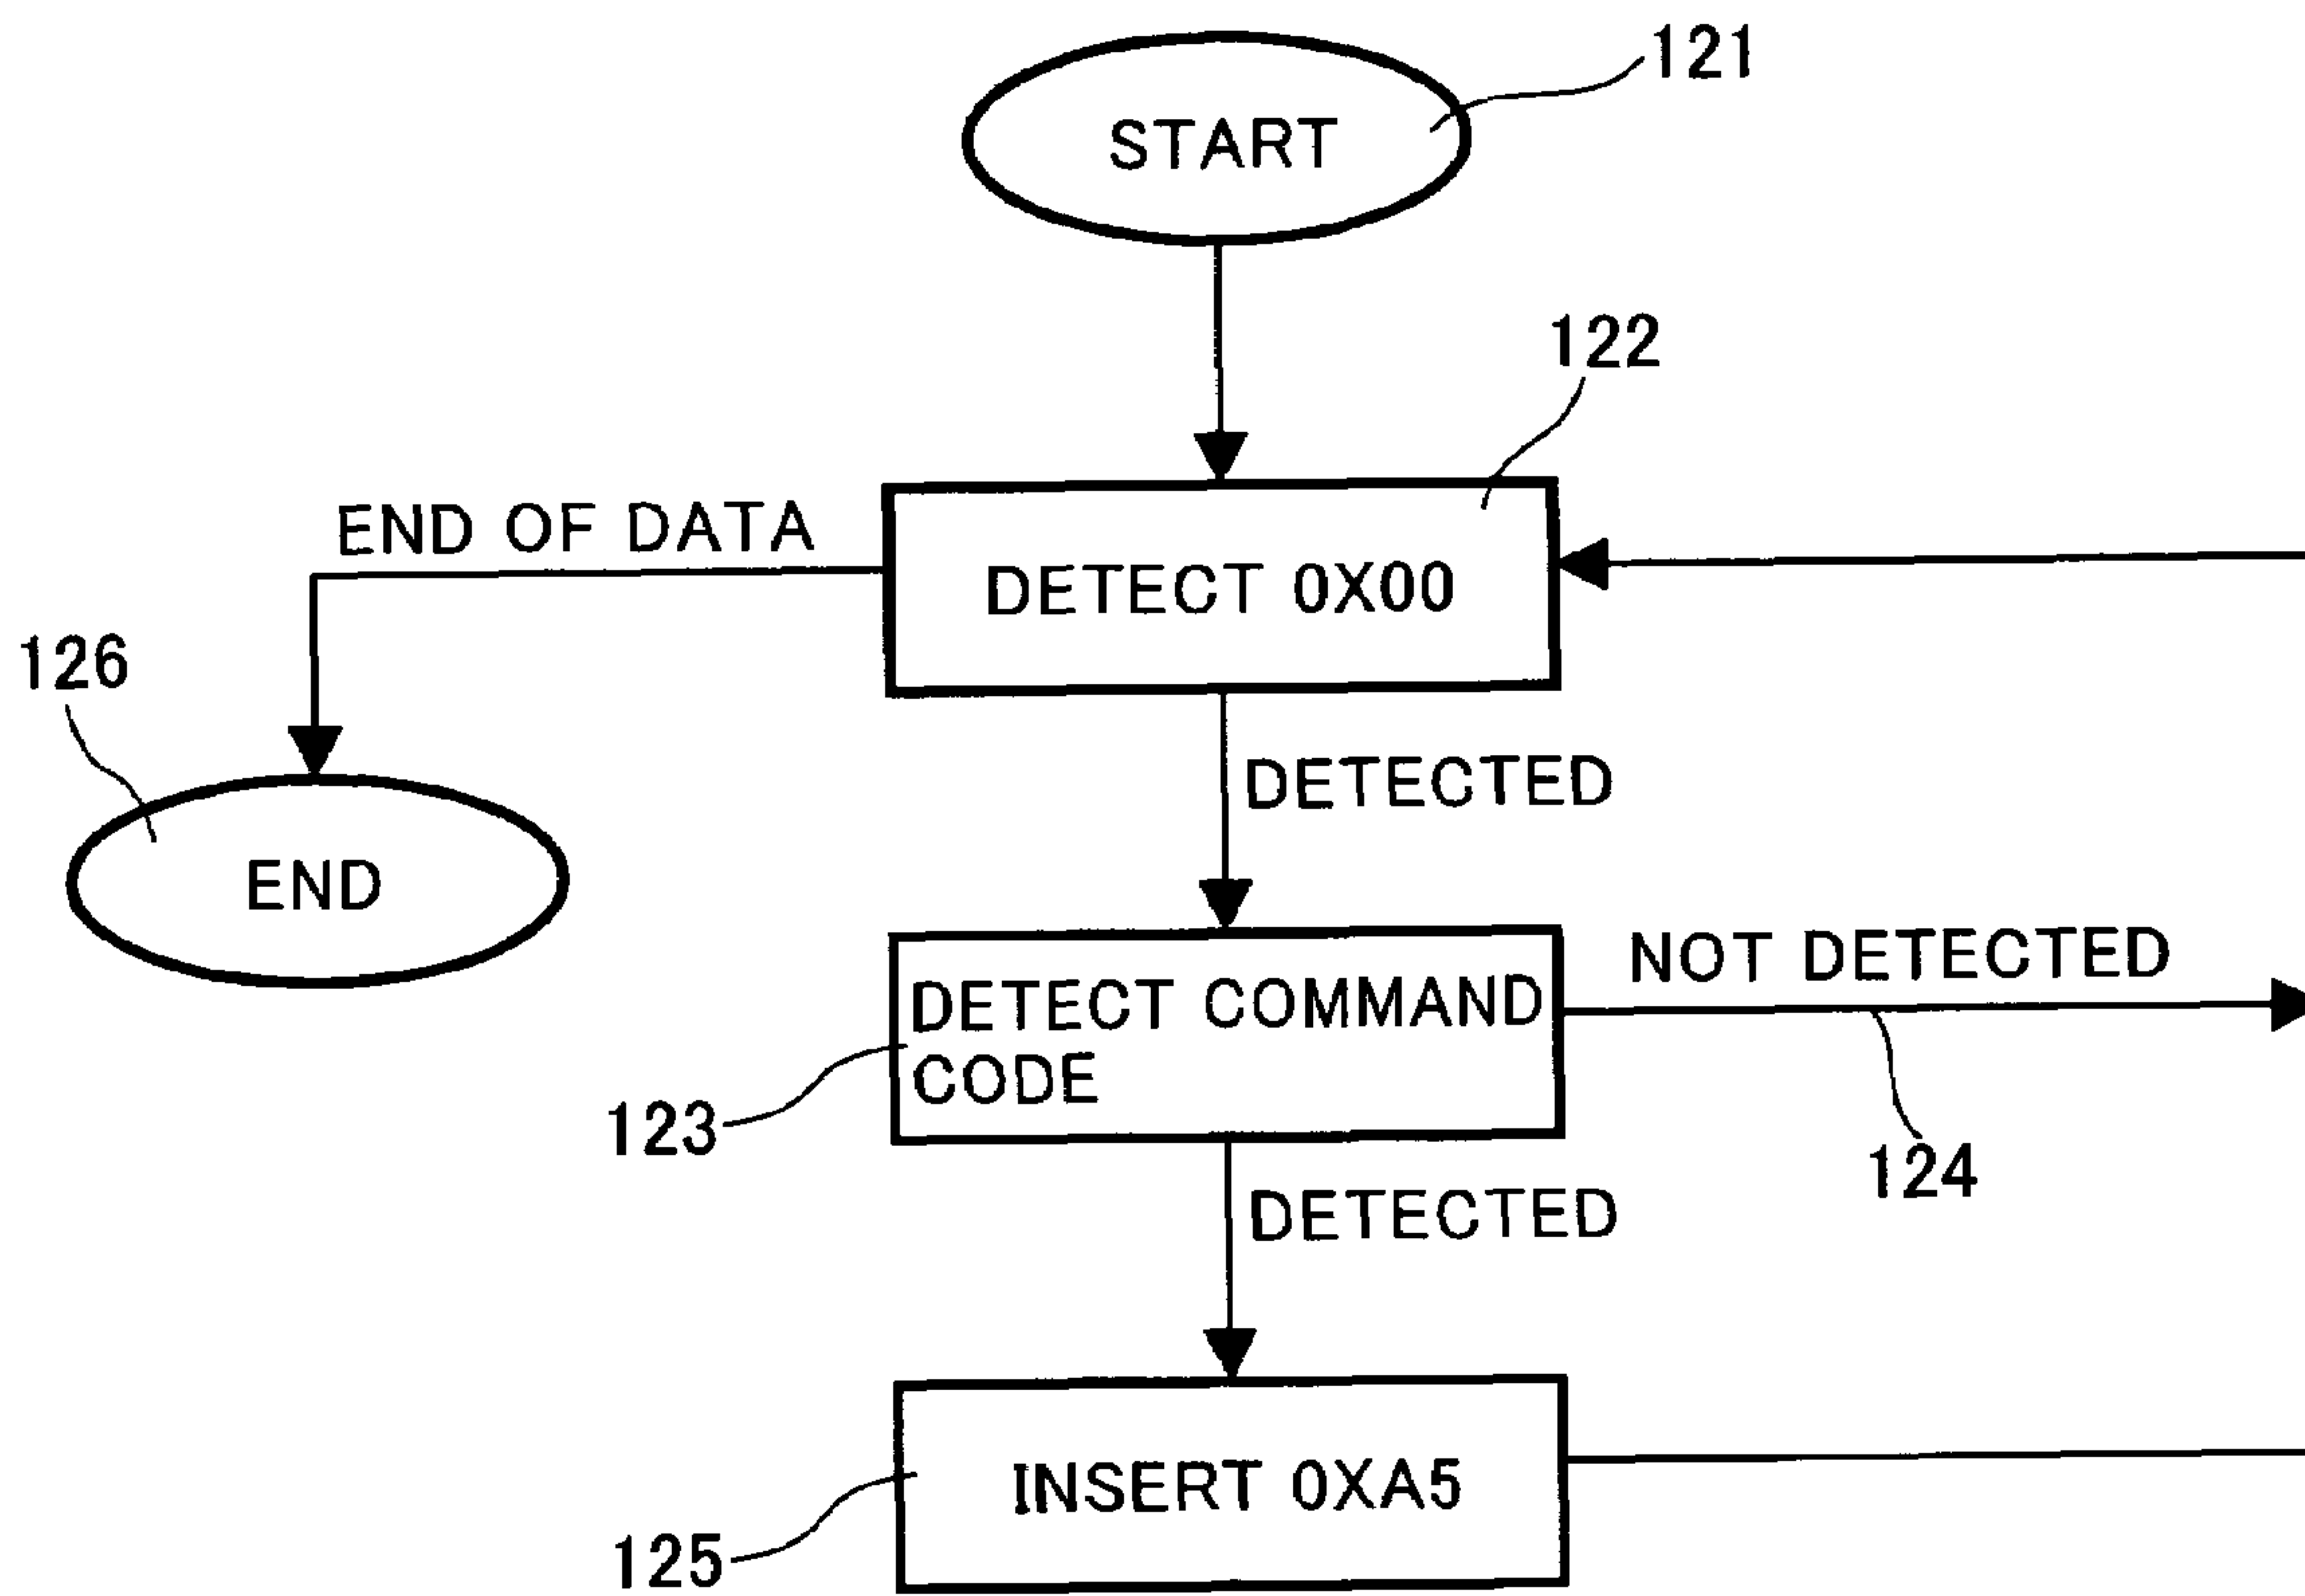 121
START
122
END OF DATA
DETECT 0X00
126
DETECTED
END
NOT DETECTED
DETECT COMMAND
CODE
123
124
DETECTED
INSERT 0XA5
125